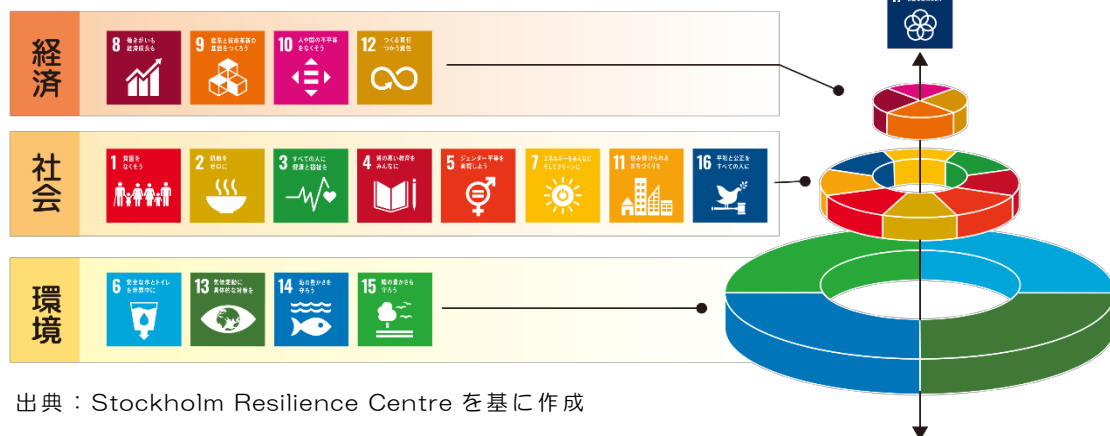 経済
8 働きがいも
経済成長も
9 産業と技術革新の
基盤をつくろう
10 人や国の不平等
をなくそう
12 つくる責任
つかう責任
社会
1 貧困を
なくそう
2 飢餓を
ゼロに
3 すべての人に
健康と福祉を
4 質の高い教育を
みんなに
5 ジェンダー平等を
実現しよう
7 エネルギーをみんなに
そしてクリーンに
11 住み続けられる
まちづくりを
16 平和と公正を
すべての人に
環境
6 安全な水とトイレ
を世界中に
13 気候変動に
具体的な対策を
14 海の豊かさを
守ろう
15 陸の豊かさも
守ろう
出典：Stockholm Resilience Centre を基に作成